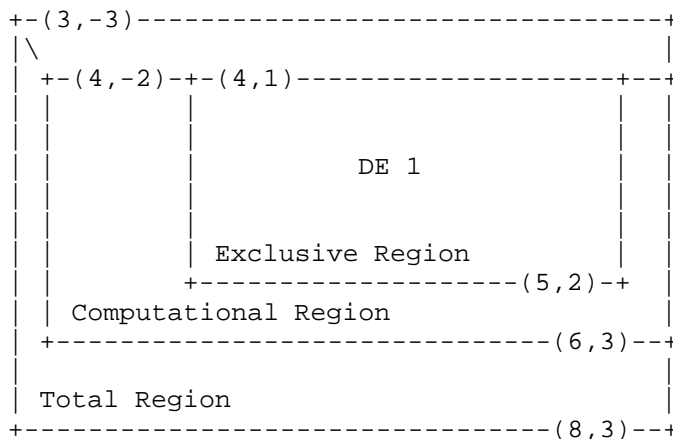 (3,-3)
(4,-2) (4,1)
DE 1
Exclusive Region
(5,2)
Computational Region
(6,3)
Total Region
(8,3)